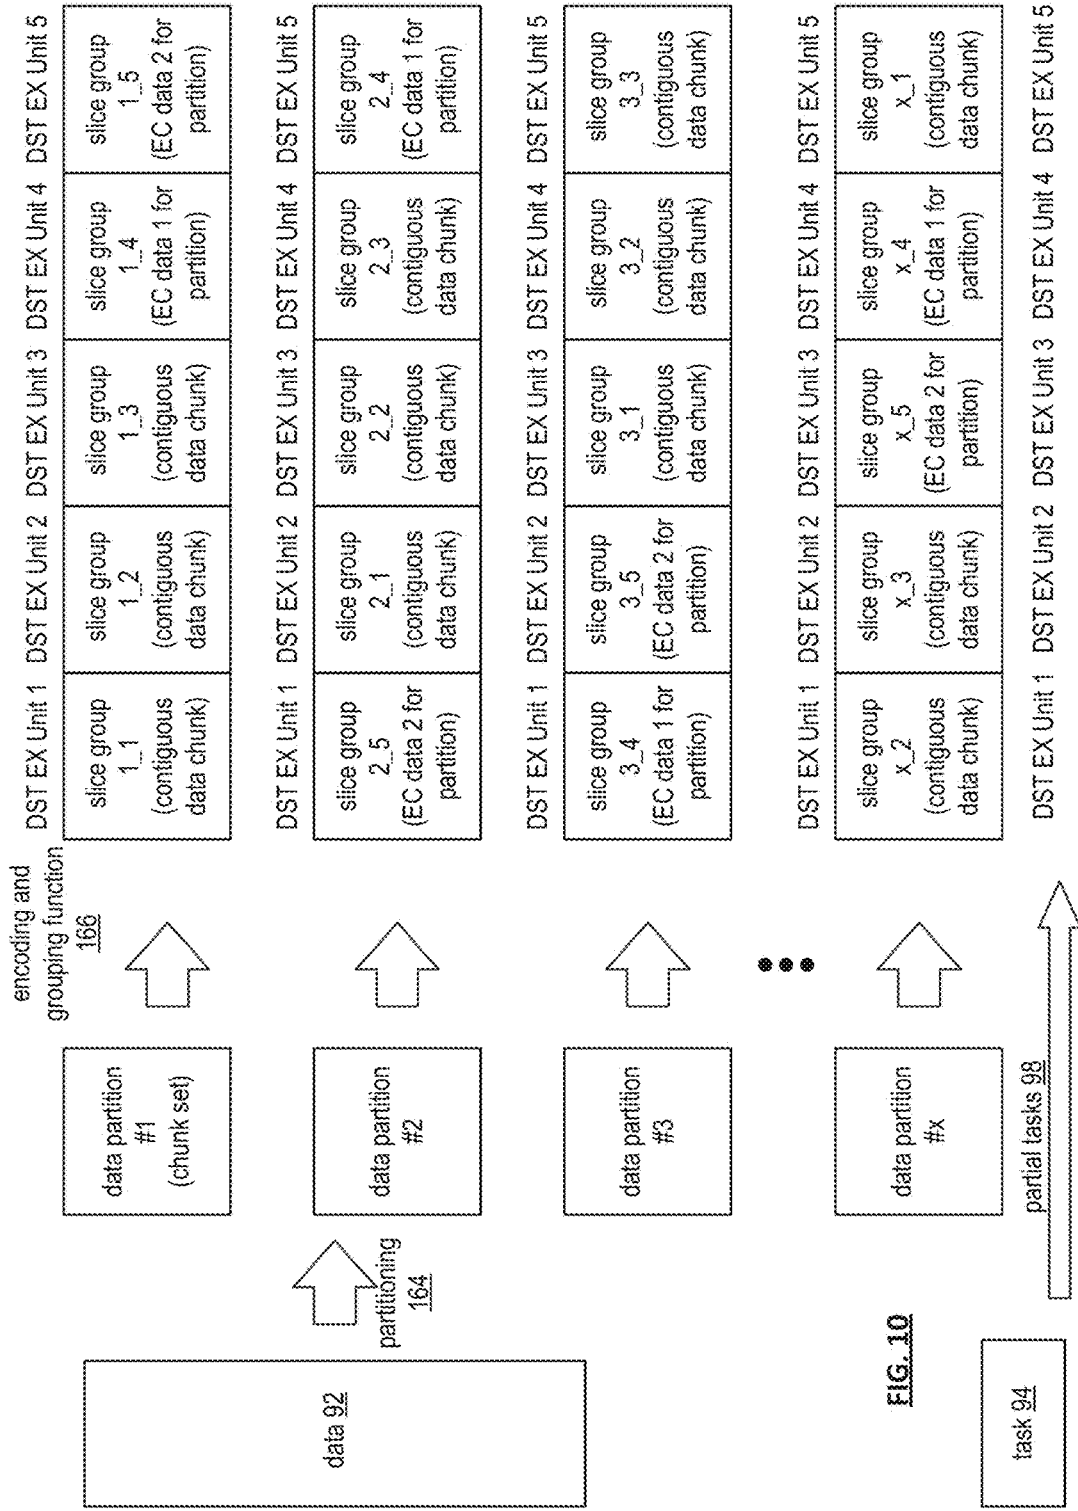 data 92
partitioning
164
data partition
#1
(chunk set)
data partition
#2
data partition
#3
data partition
#x
encoding and
grouping function
166
DST EX Unit 1
DST EX Unit 2
DST EX Unit 3
DST EX Unit 4
DST EX Unit 5
slice group
1_1
(contiguous
data chunk)
slice group
1_2
(contiguous
data chunk)
slice group
1_3
(contiguous
data chunk)
slice group
1_4
(EC data 1 for
partition)
slice group
1_5
(EC data 2 for
partition)
DST EX Unit 1
DST EX Unit 2
DST EX Unit 3
DST EX Unit 4
DST EX Unit 5
slice group
2_5
(EC data 2 for
partition)
slice group
2_1
(contiguous
data chunk)
slice group
2_2
(contiguous
data chunk)
slice group
2_3
(contiguous
data chunk)
slice group
2_4
(EC data 1 for
partition)
DST EX Unit 1
DST EX Unit 2
DST EX Unit 3
DST EX Unit 4
DST EX Unit 5
slice group
3_4
(EC data 1 for
partition)
slice group
3_5
(EC data 2 for
partition)
slice group
3_1
(contiguous
data chunk)
slice group
3_2
(contiguous
data chunk)
slice group
3_3
(contiguous
data chunk)
DST EX Unit 1
DST EX Unit 2
DST EX Unit 3
DST EX Unit 4
DST EX Unit 5
slice group
x_2
(contiguous
data chunk)
slice group
x_3
(contiguous
data chunk)
slice group
x_5
(EC data 2 for
partition)
slice group
x_4
(EC data 1 for
partition)
slice group
x_1
(contiguous
data chunk)
FIG. 10
task 94
partial tasks 98
DST EX Unit 1
DST EX Unit 2
DST EX Unit 3
DST EX Unit 4
DST EX Unit 5